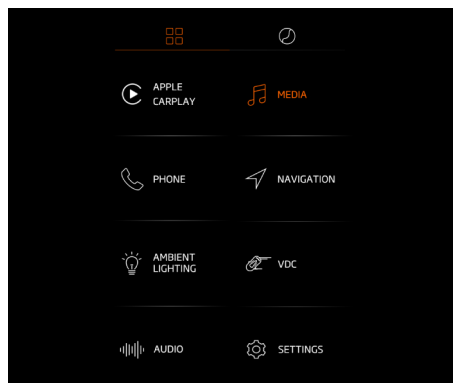 APPLE
CARPLAY
MEDIA
PHONE
NAVIGATION
AMBIENT
LIGHTING
VDC
AUDIO
SETTINGS